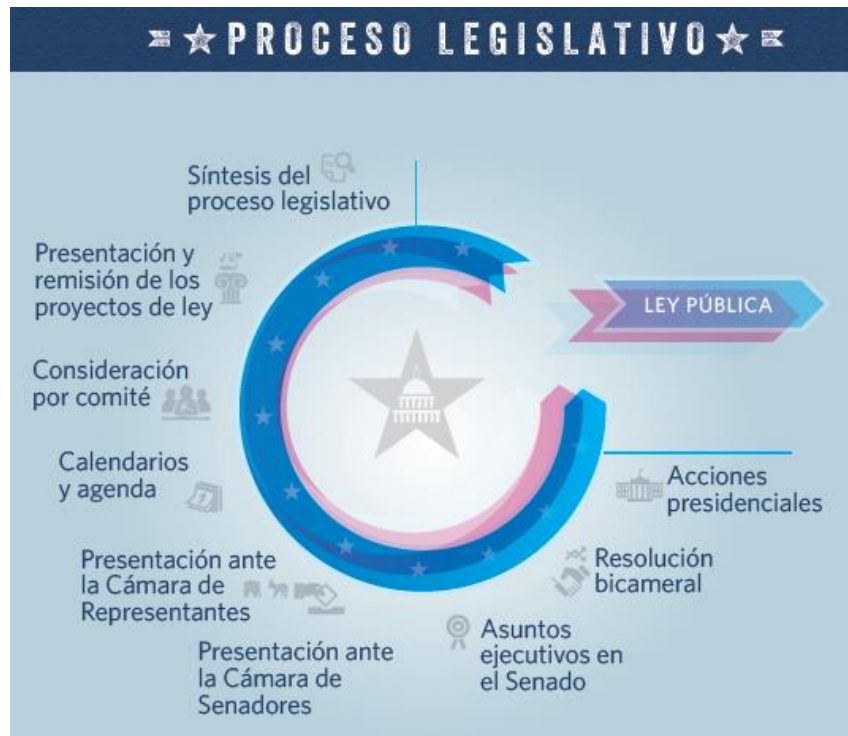 PROCESO LEGISLATIVO
Síntesis del
proceso legislativo
Presentación y
remisión de los
proyectos de ley
Consideración
por comité
Calendarios
y agenda
Presentación ante
la Cámara de
Representantes
Presentación ante
la Cámara de
Senadores
Asuntos
ejecutivos en
el Senado
Resolución
bicameral
Acciones
presidenciales
LEY PÚBLICA